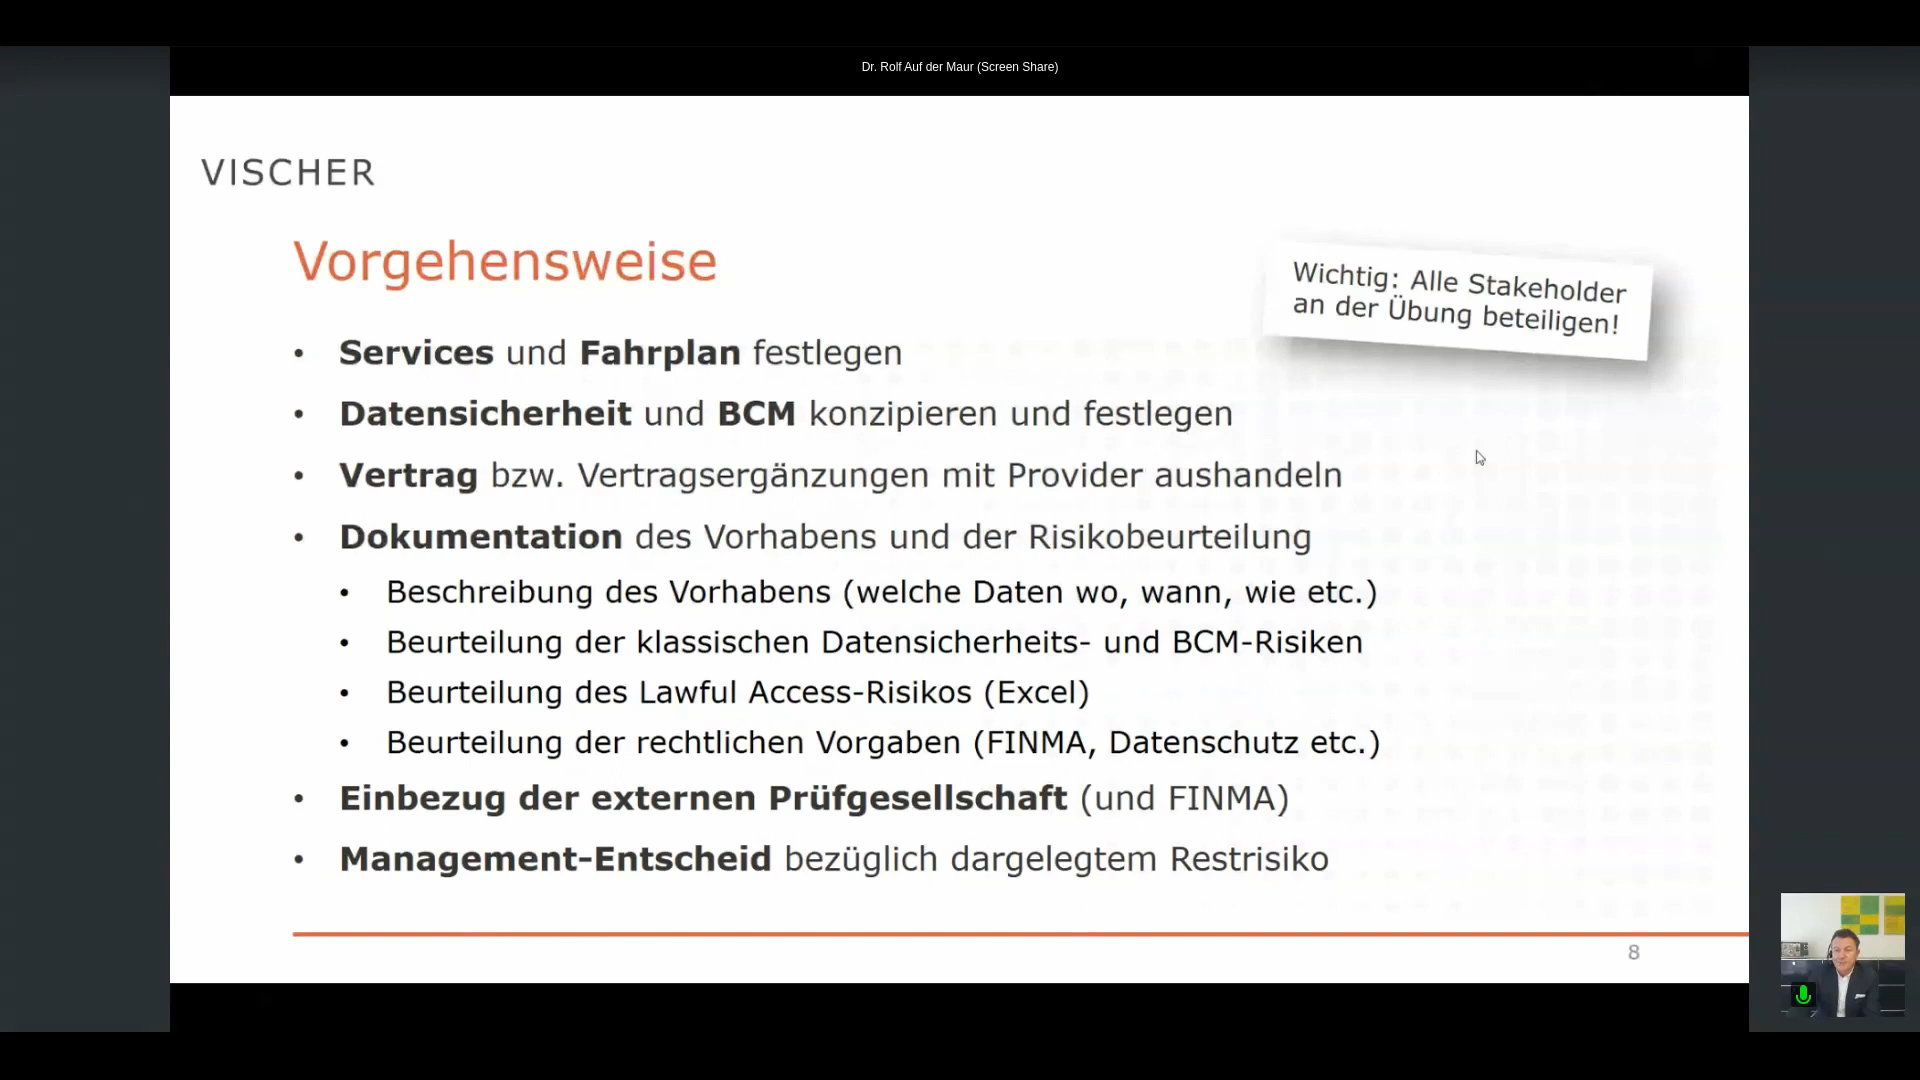 Dr. Rolf Auf der Maur (Screen Share)
VISCHER
Vorgehensweise
Wichtig: Alle Stakeholder
an der Übung beteiligen!
• Services und Fahrplan festlegen
• Datensicherheit und BCM konzipieren und festlegen
• Vertrag bzw. Vertragsergänzungen mit Provider aushandeln
• Dokumentation des Vorhabens und der Risikobeurteilung
• Beschreibung des Vorhabens (welche Daten wo, wann, wie etc.)
• Beurteilung der klassischen Datensicherheits- und BCM-Risiken
• Beurteilung des Lawful Access-Risikos (Excel)
• Beurteilung der rechtlichen Vorgaben (FINMA, Datenschutz etc.)
• Einbezug der externen Prüfgesellschaft (und FINMA)
• Management-Entscheid bezüglich dargelegtem Restrisiko
8